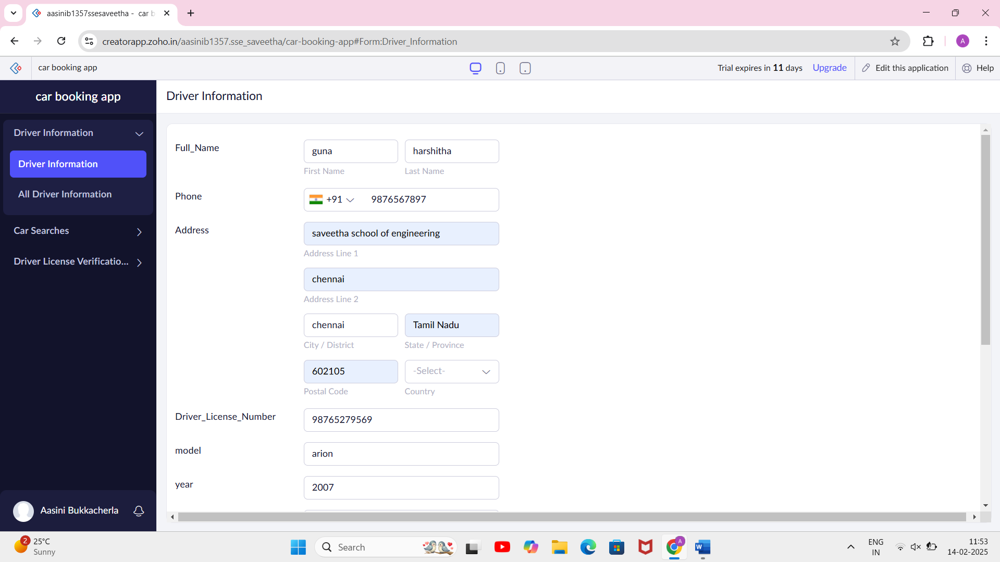 aasinib1357ssesaveetha - car b
creatorapp.zoho.in/aasinib1357.sse_saveetha/car-booking-app#Form:Driver_Information
A
car booking app
Trial expires in 11 days
Upgrade
Edit this application
Help
car booking app
Driver Information
Driver Information
Driver Information
All Driver Information
Car Searches
Driver License Verificatio...
Aasini Bukkacherla
Full_Name
guna
harshitha
First Name
Last Name
Phone
+91
9876567897
Address
saveetha school of engineering
Address Line 1
chennai
Address Line 2
chennai
Tamil Nadu
City / District
State / Province
602105
-Select-
Postal Code
Country
Driver_License_Number
98765279569
model
arion
year
2007
2
25°C
Sunny
Search
A
W
ENG
IN
11:53
14-02-2025